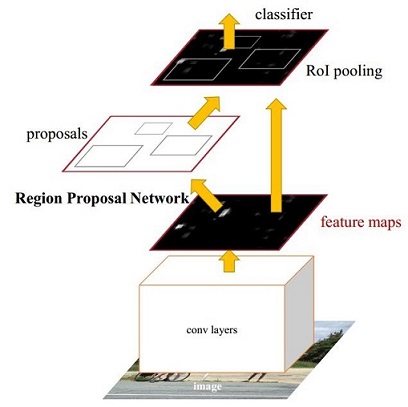 classifier
RoI pooling
proposals
Region Proposal Network
feature maps
conv layers
image